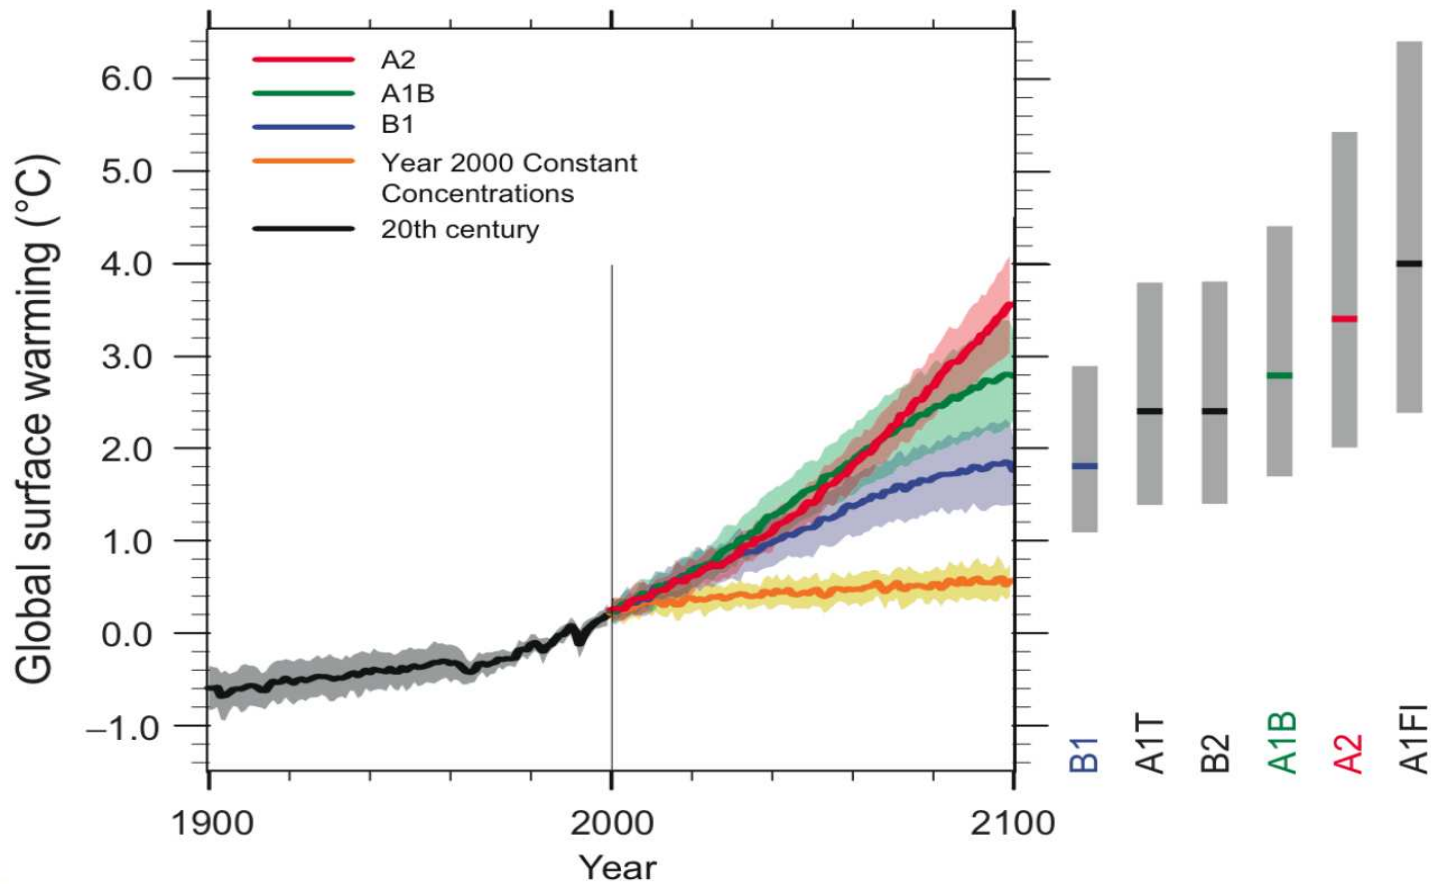 A2
A1B
B1
Year 2000 Constant
Concentrations
20th century
Global surface warming (°C)
6.0
5.0
4.0
3.0
2.0
1.0
0.0
–1.0
1900
2000
2100
Year
B1
A1T
B2
A1B
A2
A1FI